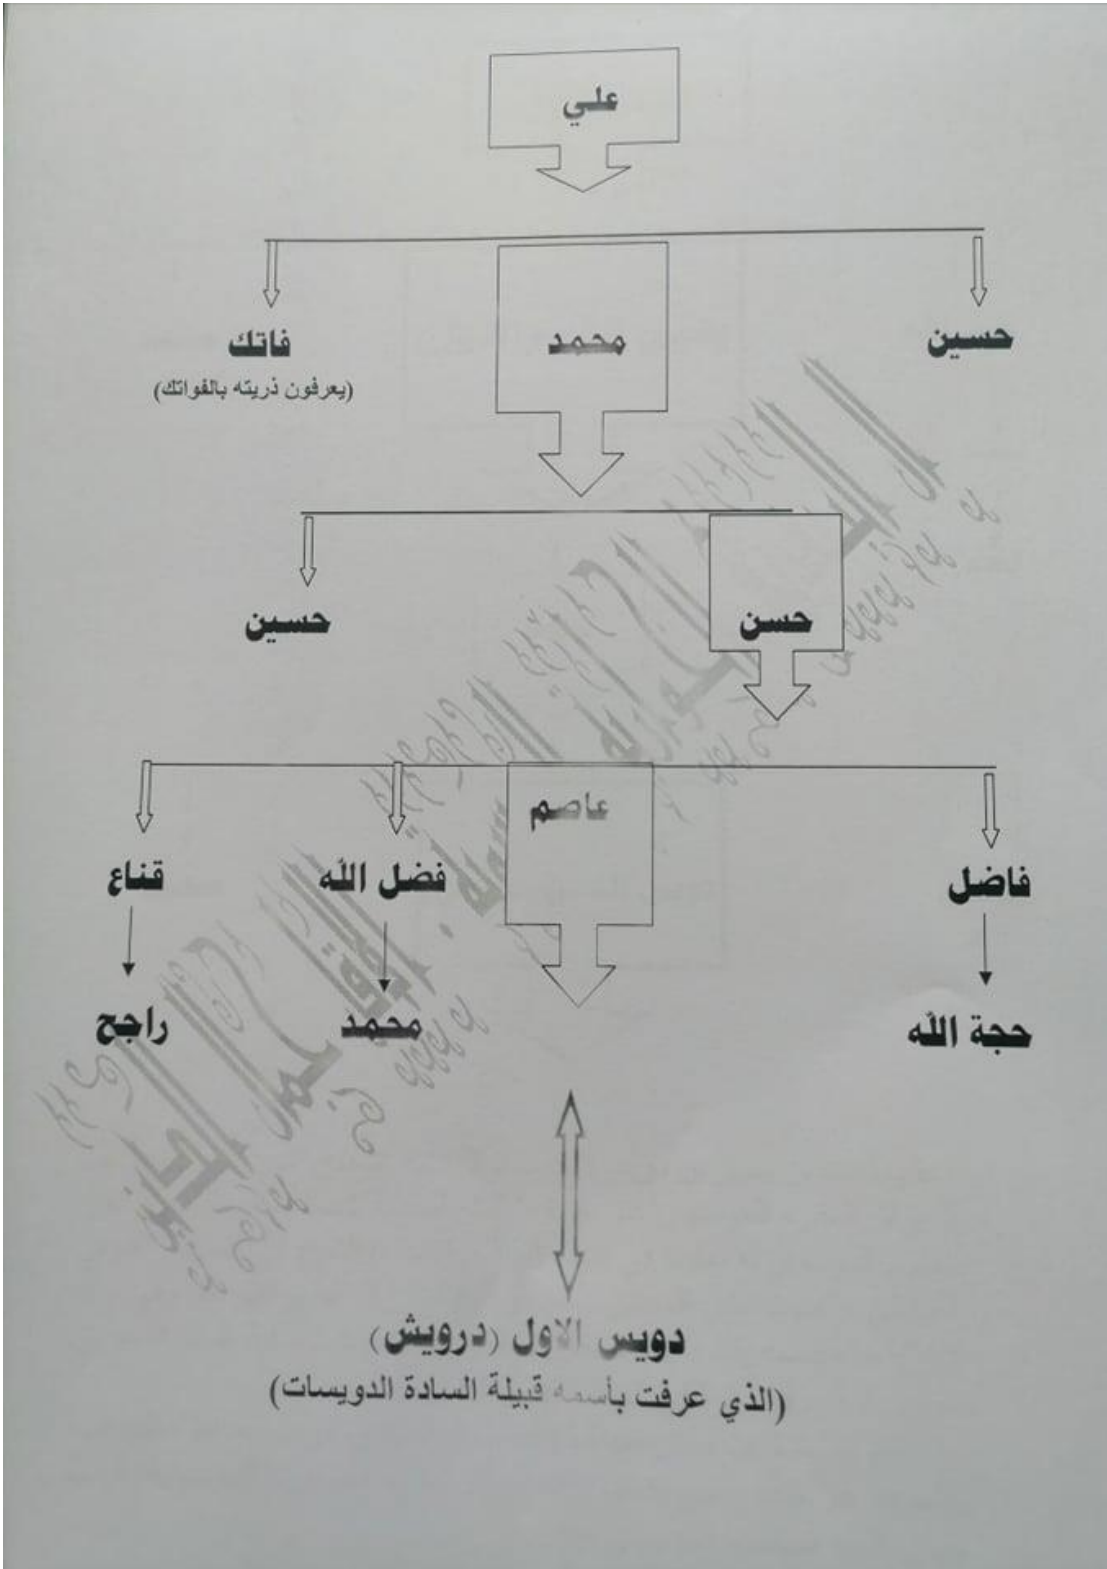 علي
حسين
محمد
فاتك
(يعرفون ذريته بالفواتك)
حسن
حسين
عاصم
فاضل
فضل الله
قناع
حجة الله
محمد
راجح
دويس الاول (درويش)
(الذي عرفت بأسمه قبيلة السادة الدويسات)